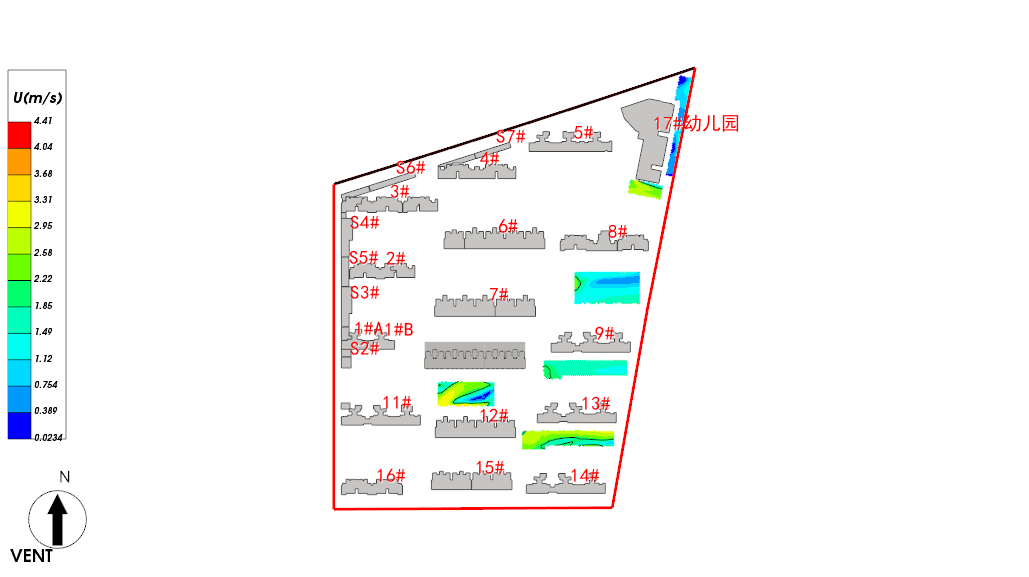 U(m/s)
4.41
4.04
3.68
3.31
2.95
2.58
2.22
1.85
1.49
1.12
0.754
0.389
0.0234
N
VENT
17#幼儿园
S7#
5#
4#
S6#
3#
S4#
6#
8#
S5#
2#
S3#
7#
1#A
1#B
9#
S2#
11#
12#
13#
15#
16#
14#